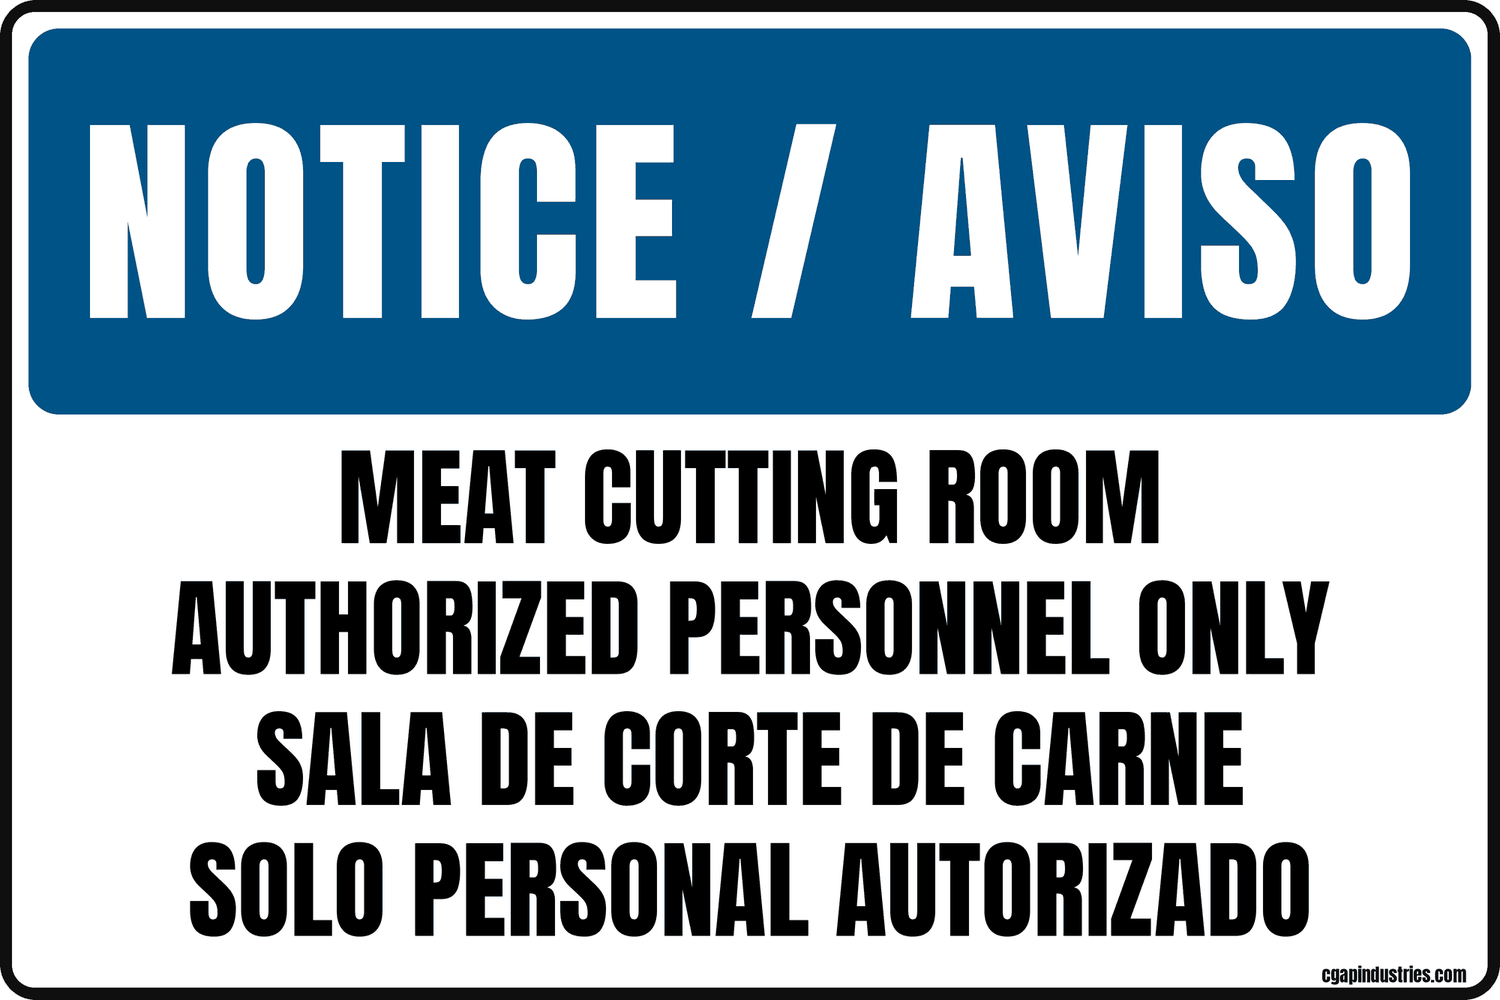 NOTICE / AVISO
MEAT CUTTING ROOM
AUTHORIZED PERSONNEL ONLY
SALA DE CORTE DE CARNE
SOLO PERSONAL AUTORIZADO
cgapindustries.com